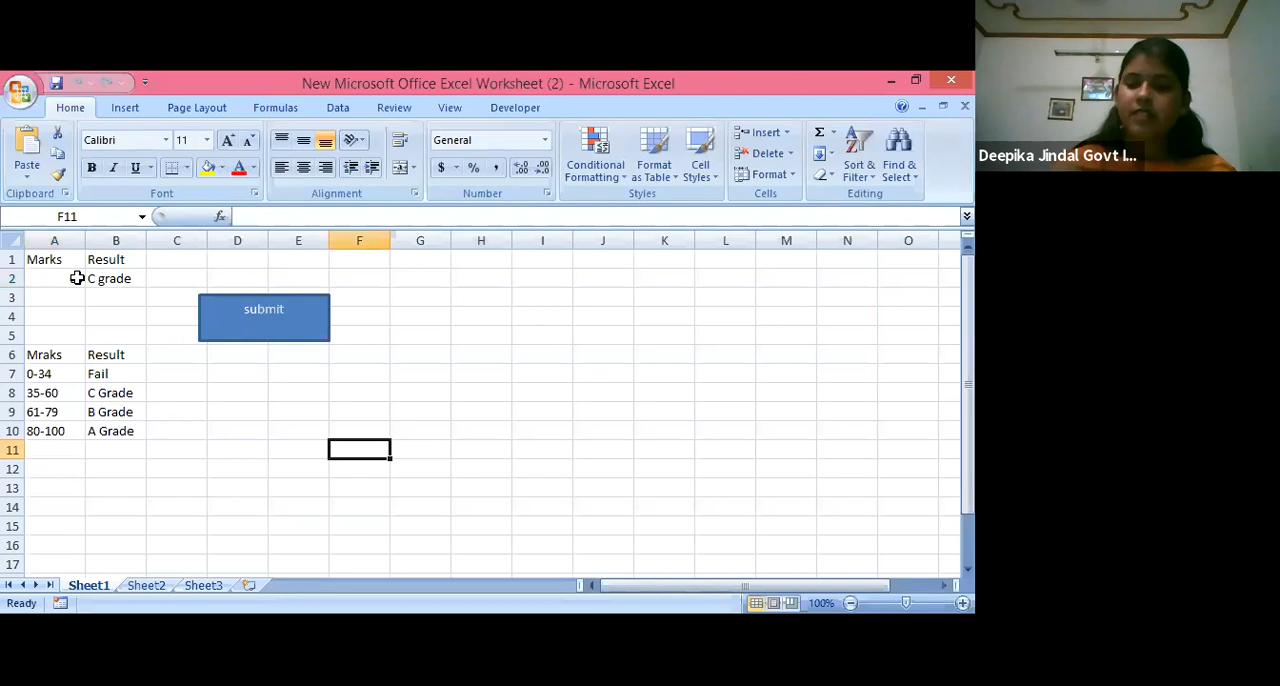 New Microsoft Office Excel Worksheet (2) - Microsoft Excel
Home Insert Page Layout Formulas Data Review View Developer
Paste
Calibri 11
General
Conditional Formatting
Format as Table
Cell Styles
Insert
Delete
Format
Sort & Filter
Find & Select
Clipboard Font Alignment Number Styles Cells Editing
F11 fx
A B C D E F G H I J K L M N O
1 Marks Result
2 C grade
3
submit
4
5
6 Mraks Result
7 0-34 Fail
8 35-60 C Grade
9 61-79 B Grade
10 80-100 A Grade
11
12
13
14
15
16
17
Sheet1 Sheet2 Sheet3
Ready 100%
Deepika Jindal Govt I...